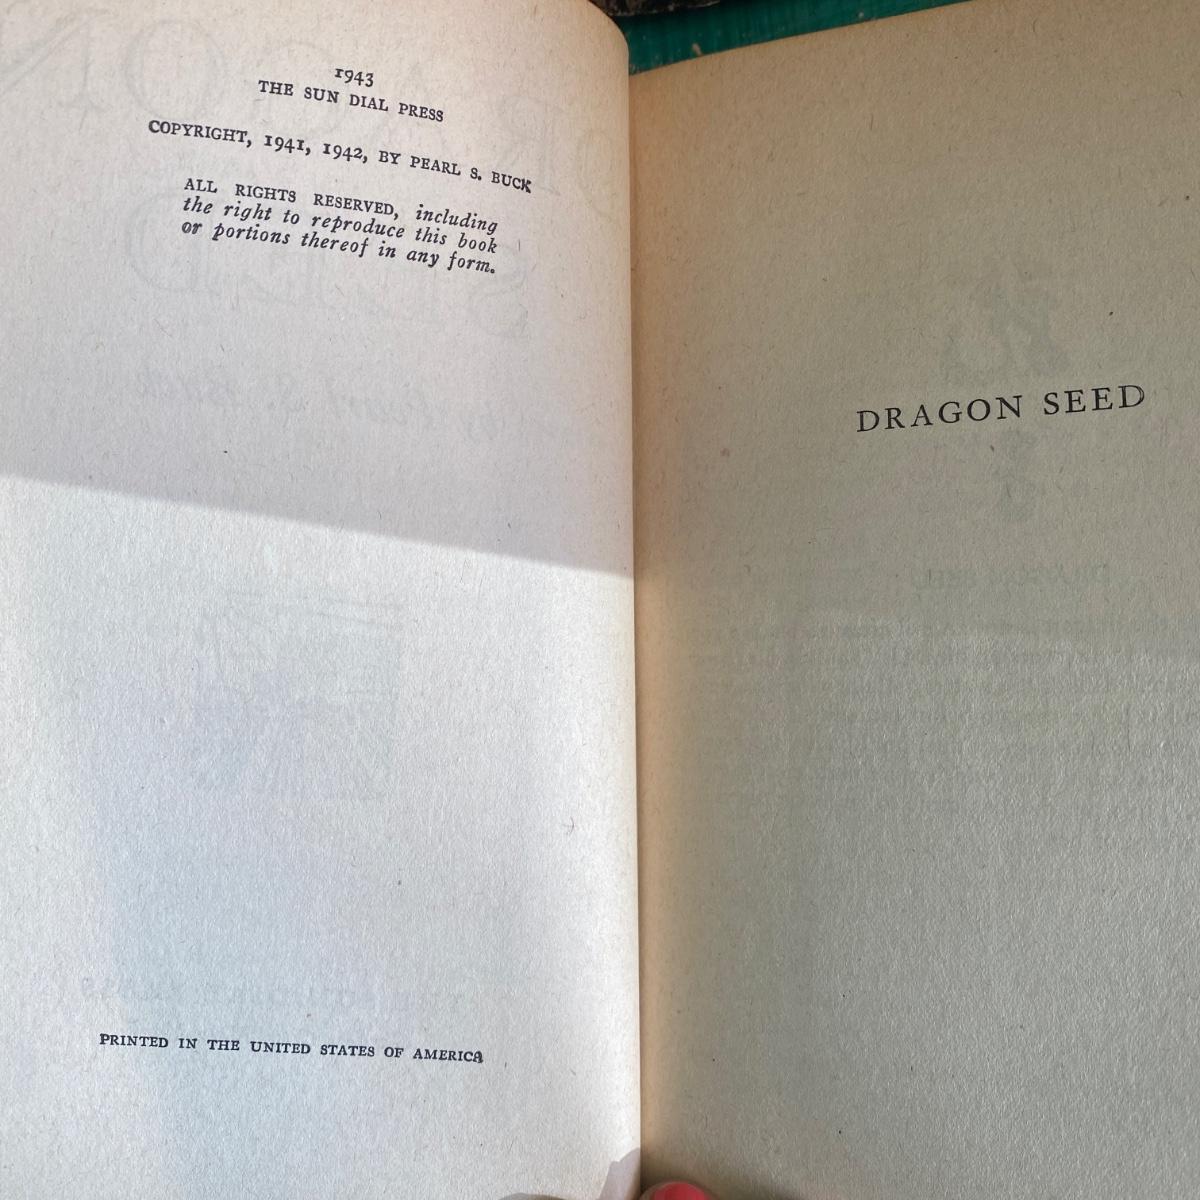 1943
THE SUN DIAL PRESS
COPYRIGHT, 1941, 1942, BY PEARL S. BUCK
ALL RIGHTS RESERVED, including
the right to reproduce this book
or portions thereof in any form.
PRINTED IN THE UNITED STATES OF AMERICA
DRAGON SEED